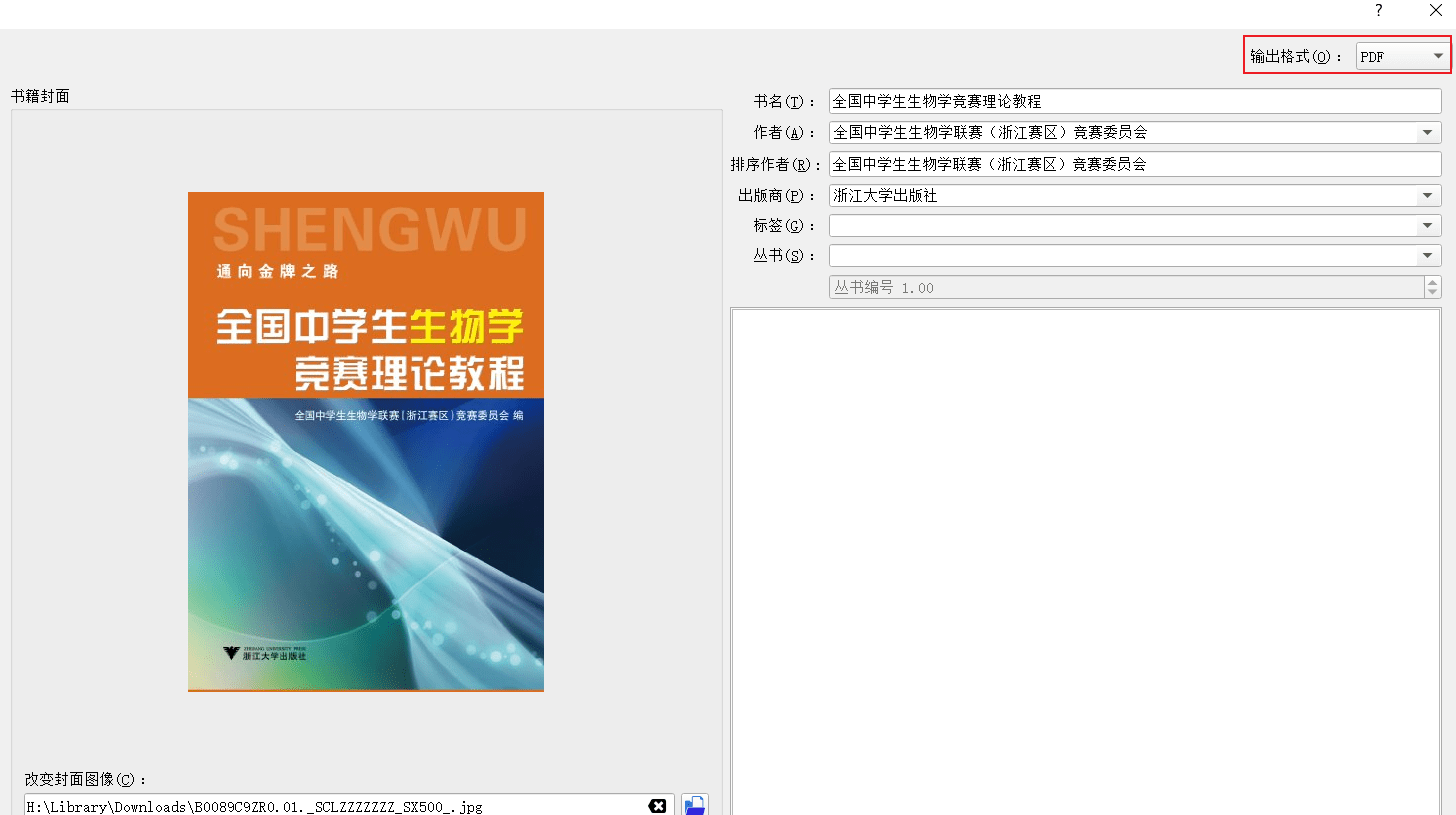 ?
输出格式(O)： PDF
书籍封面
书名(T)： 全国中学生生物学竞赛理论教程
作者(A)： 全国中学生生物学联赛（浙江赛区）竞赛委员会
排序作者(R)： 全国中学生生物学联赛（浙江赛区）竞赛委员会
出版商(P)： 浙江大学出版社
标签(G)：
丛书(S)：
丛书编号 1.00
SHENGWU
通向金牌之路
全国中学生生物学
竞赛理论教程
全国中学生生物学联赛(浙江赛区)竞赛委员会 编
ZHEJIANG UNIVERSITY PRESS
浙江大学出版社
改变封面图像(C)：
H:\Library\Downloads\B0089C9ZR0.01._SCLZZZZZZZ_SX500_.jpg